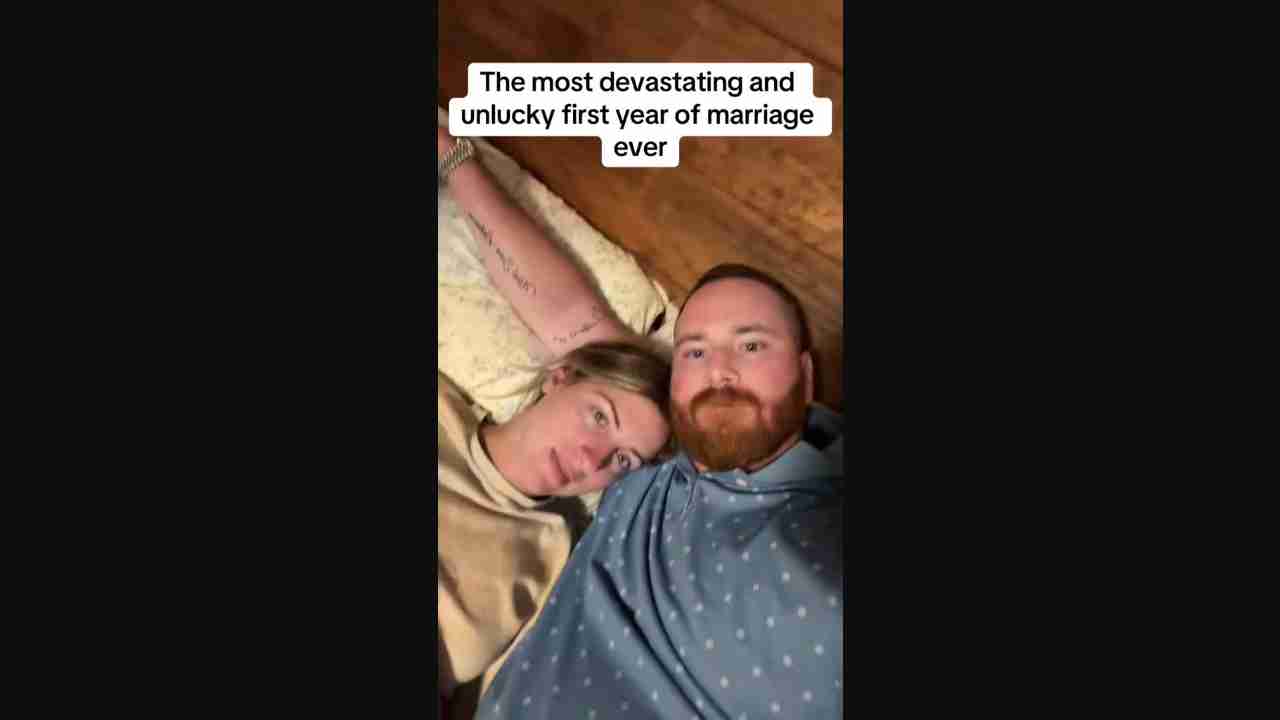 The most devastating and
unlucky first year of marriage
ever